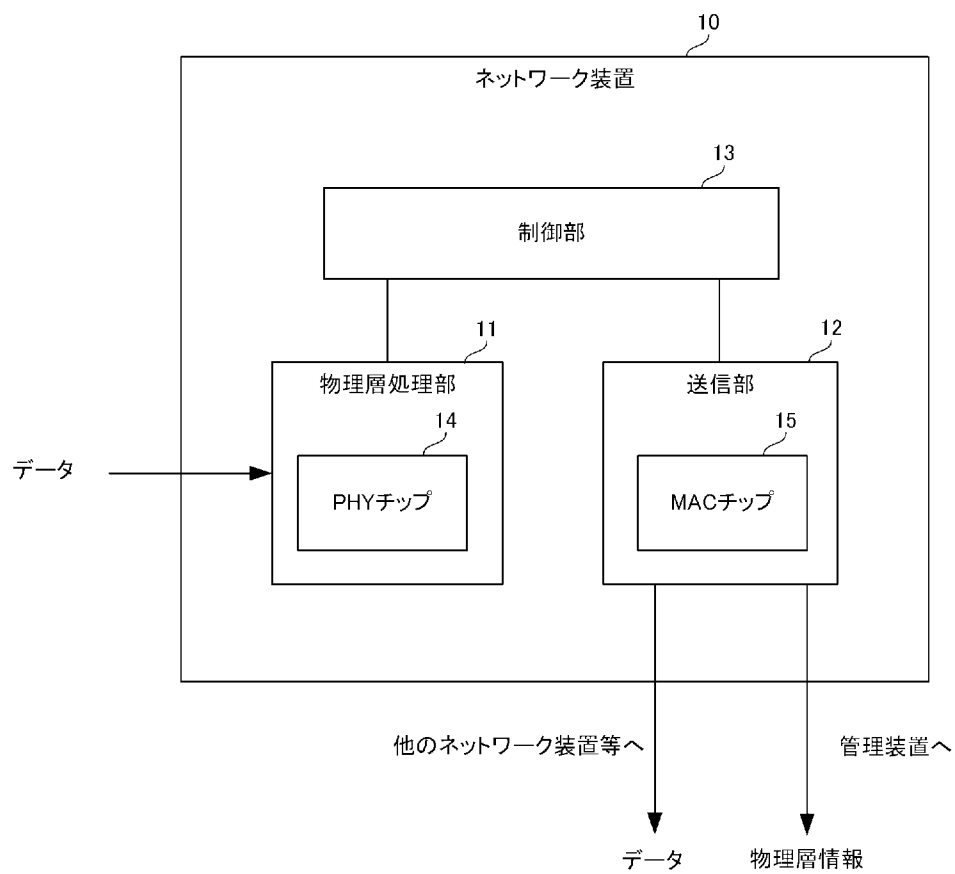 10
ネットワーク装置
13
制御部
11
12
物理層処理部
送信部
14
15
データ
PHYチップ
MACチップ
他のネットワーク装置等へ
管理装置へ
データ
物理層情報